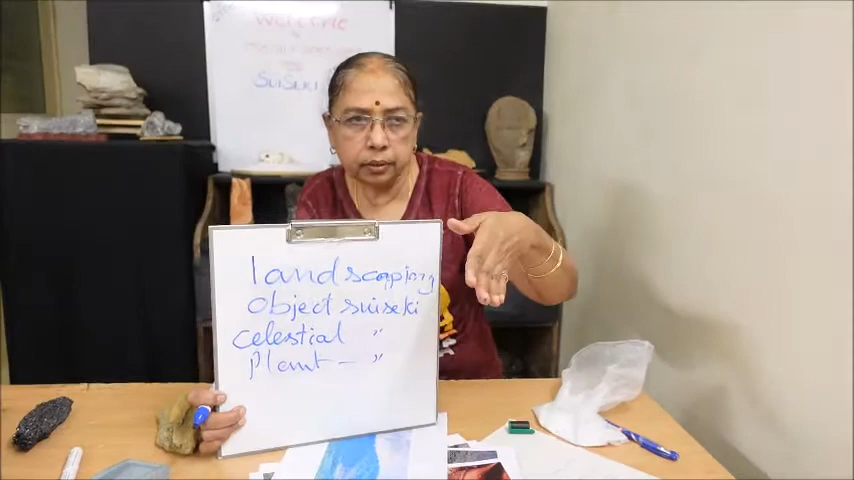 WELCOME
SUISEKI
landscaping
Object suiseki
Celestial "
plant — "